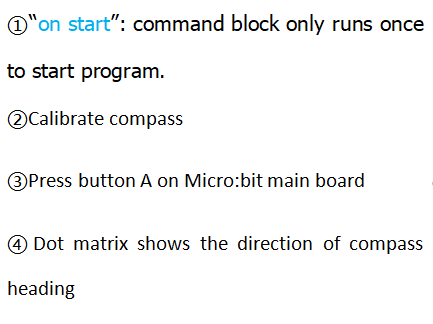 ①“on start”: command block only runs once
to start program.
②Calibrate compass
③Press button A on Micro:bit main board
④ Dot matrix shows the direction of compass
heading